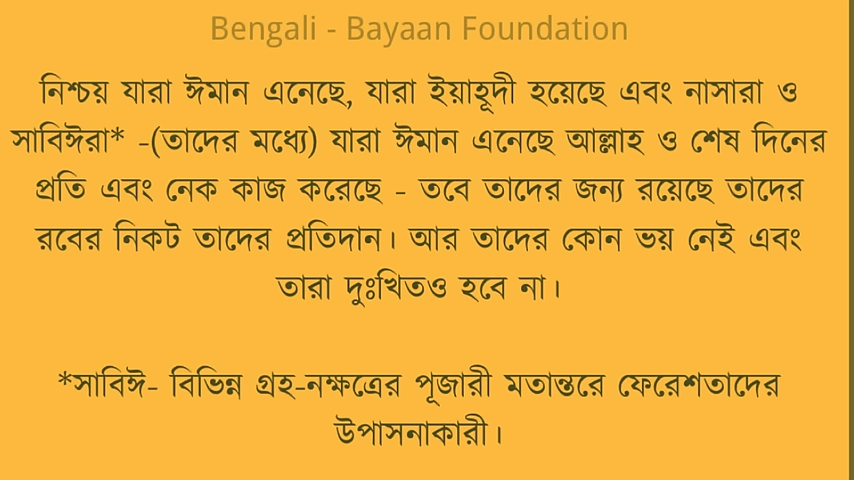 Bengali - Bayaan Foundation
নিশ্চয় যারা ঈমান এনেছে, যারা ইয়াহূদী হয়েছে এবং নাসারা ও
সাবিঈরা* -(তাদের মধ্যে) যারা ঈমান এনেছে আল্লাহ ও শেষ দিনের
প্রতি এবং নেক কাজ করেছে - তবে তাদের জন্য রয়েছে তাদের
রবের নিকট তাদের প্রতিদান। আর তাদের কোন ভয় নেই এবং
তারা দুঃখিতও হবে না।
*সাবিঈ- বিভিন্ন গ্রহ-নক্ষত্রের পূজারী মতান্তরে ফেরেশতাদের
উপাসনাকারী।